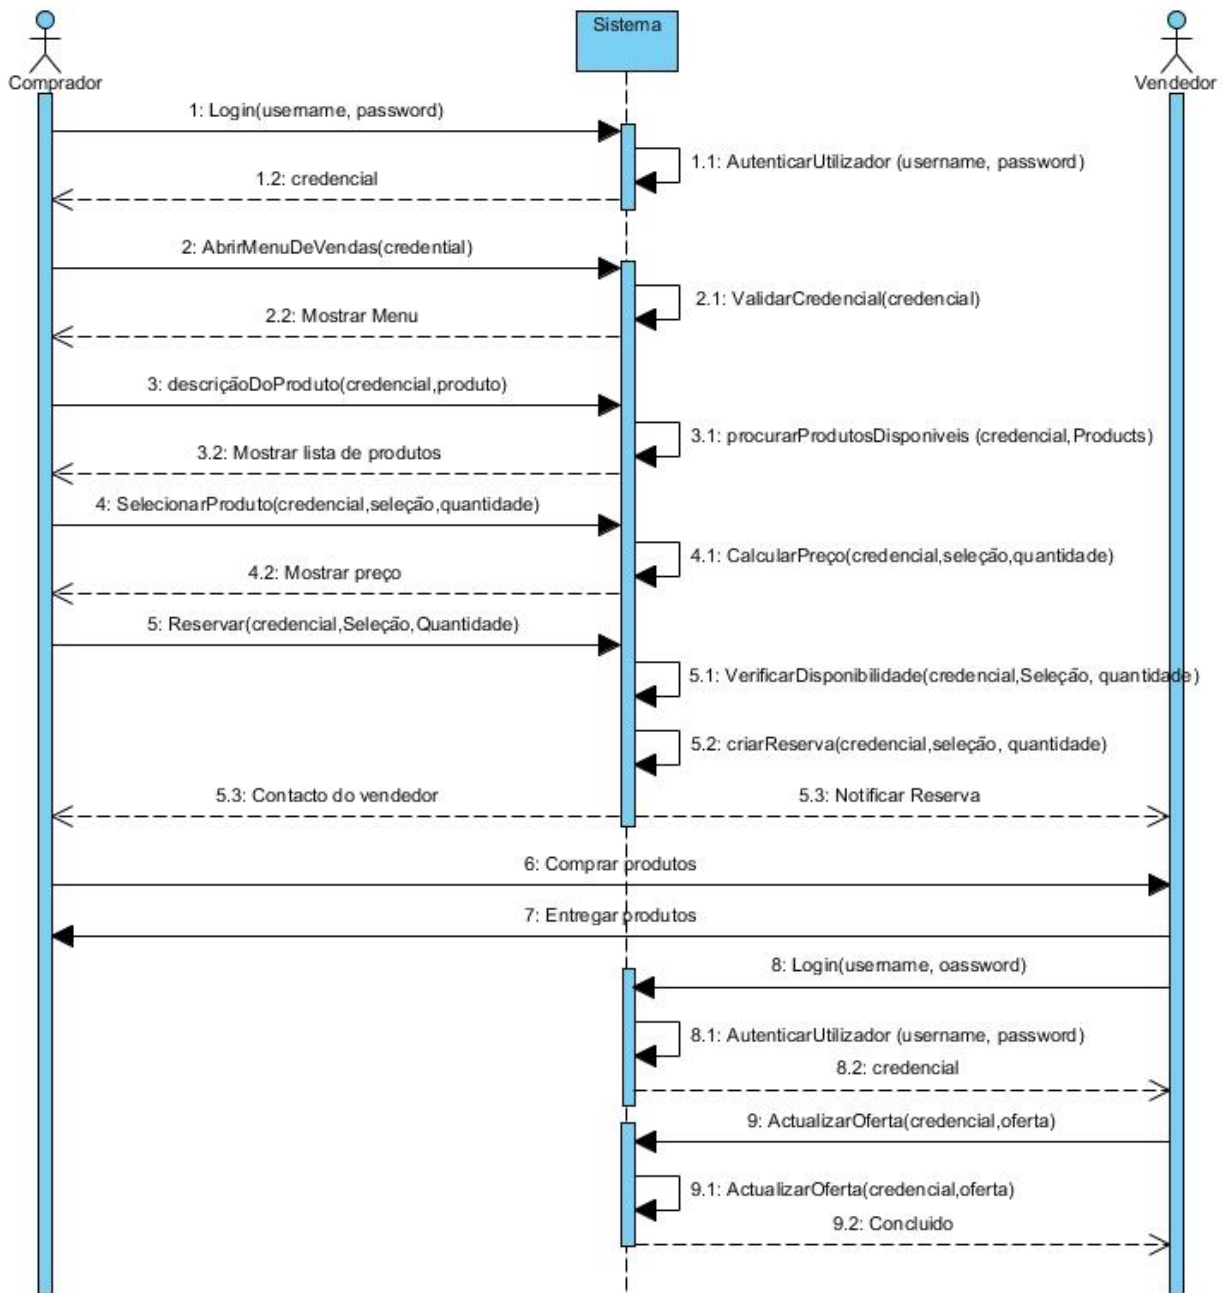 Sistema
Comprador
Vendedor
1: Login(username, password)
1.1: AutenticarUtilizador (username, password)
1.2: credencial
2: AbrirMenuDeVendas(credential)
2.1: ValidarCredencial(credencial)
2.2: Mostrar Menu
3: descriçãoDoProduto(credencial,produto)
3.1: procurarProdutosDisponiveis (credencial,Products)
3.2: Mostrar lista de produtos
4: SelecionarProduto(credencial,seleção,quantidade)
4.1: CalcularPreço(credencial,seleção,quantidade)
4.2: Mostrar preço
5: Reservar(credencial,Seleção,Quantidade)
5.1: VerificarDisponibilidade(credencial,Seleção, quantidade)
5.2: criarReserva(credencial,seleção, quantidade)
5.3: Contacto do vendedor
5.3: Notificar Reserva
6: Comprar produtos
7: Entregar produtos
8: Login(username, oassword)
8.1: AutenticarUtilizador (username, password)
8.2: credencial
9: ActualizarOferta(credencial,oferta)
9.1: ActualizarOferta(credencial,oferta)
9.2: Concluido